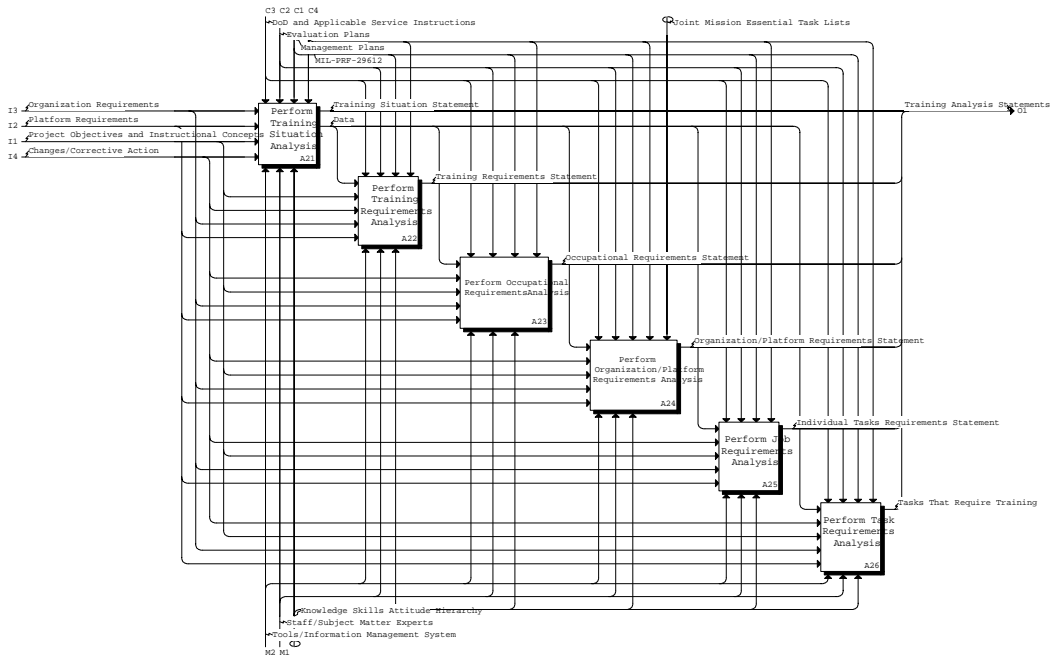 C3 C2 C1 C4
DoD and Applicable Service Instructions
Joint Mission Essential Task Lists
Evaluation Plans
Management Plans
MIL-PRF-29612
I3 Organization Requirements
I2 Platform Requirements
I1 Project Objectives and Instructional Concepts
I4 Changes/Corrective Action
Perform
Training
Situation
Analysis
A21
Training Situation Statement
Data
Training Analysis Statements
O1
Perform
Training
Requirements
Analysis
A22
Training Requirements Statement
Perform Occupational
RequirementsAnalysis
A23
Occupational Requirements Statement
Perform
Organization/Platform
Requirements Analysis
A24
Organization/Platform Requirements Statement
Perform Job
Requirements
Analysis
A25
Individual Tasks Requirements Statement
Perform Task
Requirements
Analysis
A26
Tasks That Require Training
Knowledge Skills Attitude Hierarchy
Staff/Subject Matter Experts
Tools/Information Management System
M2 M1